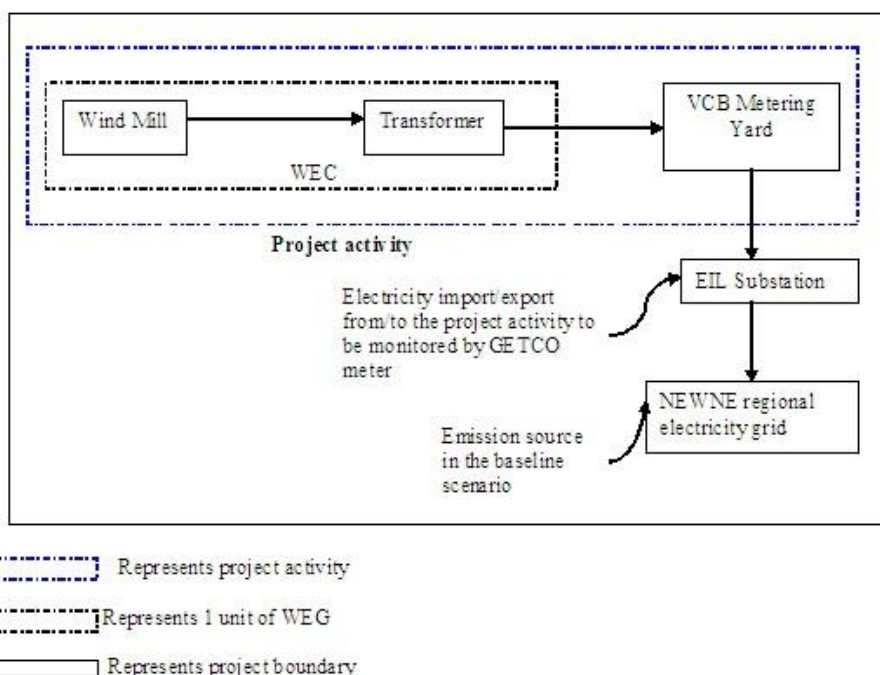 Wind Mill
Transformer
VCB Metering
Yard
WEC
Project activity
EIL Substation
Electricity import/export
from/to the project activity to
be monitored by GETCO
meter
NEWNE regional
electricity grid
Emission source
in the baseline
scenario
Represents project activity
Represents 1 unit of WEG
Represents project boundary